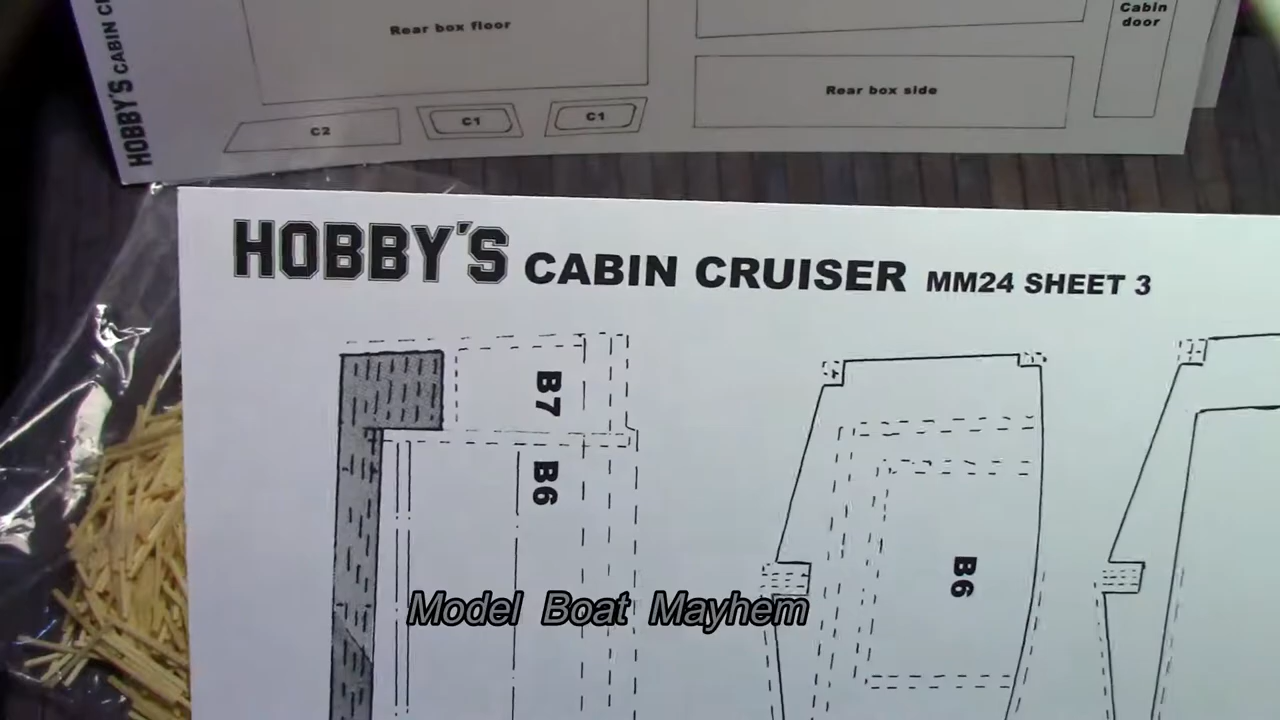 Cabin
door
Rear box floor
Rear box side
C2
C1
C1
HOBBY'S CABIN
HOBBY'S CABIN CRUISER MM24 SHEET 3
B7
B6
B6
Model Boat Mayhem